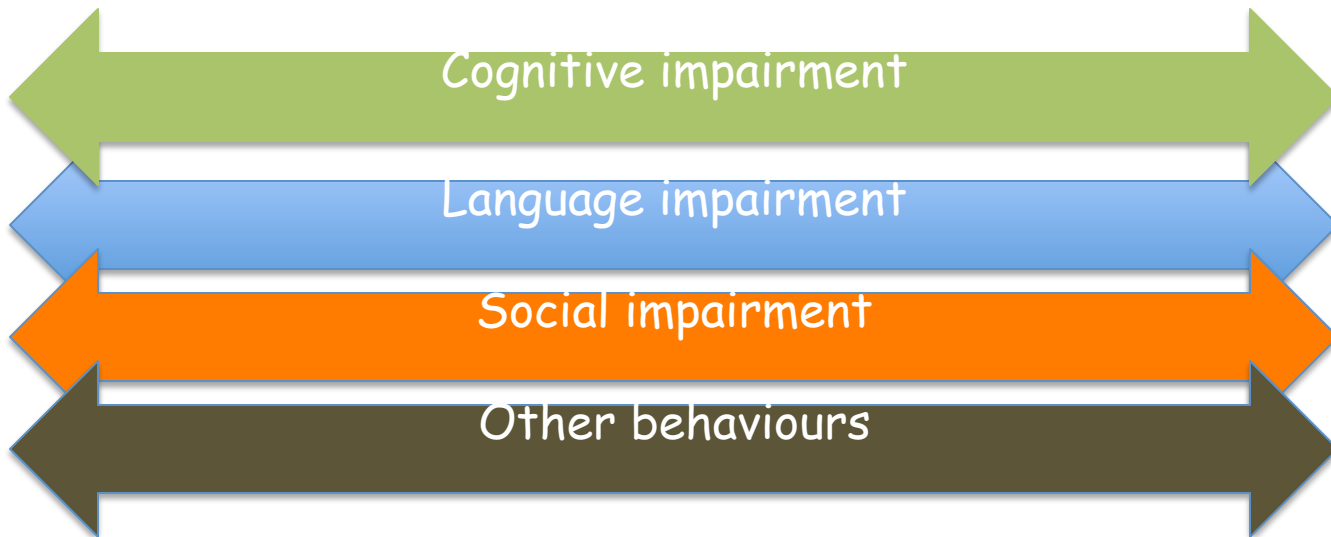 Cognitive impairment
Language impairment
Social impairment
Other behaviours